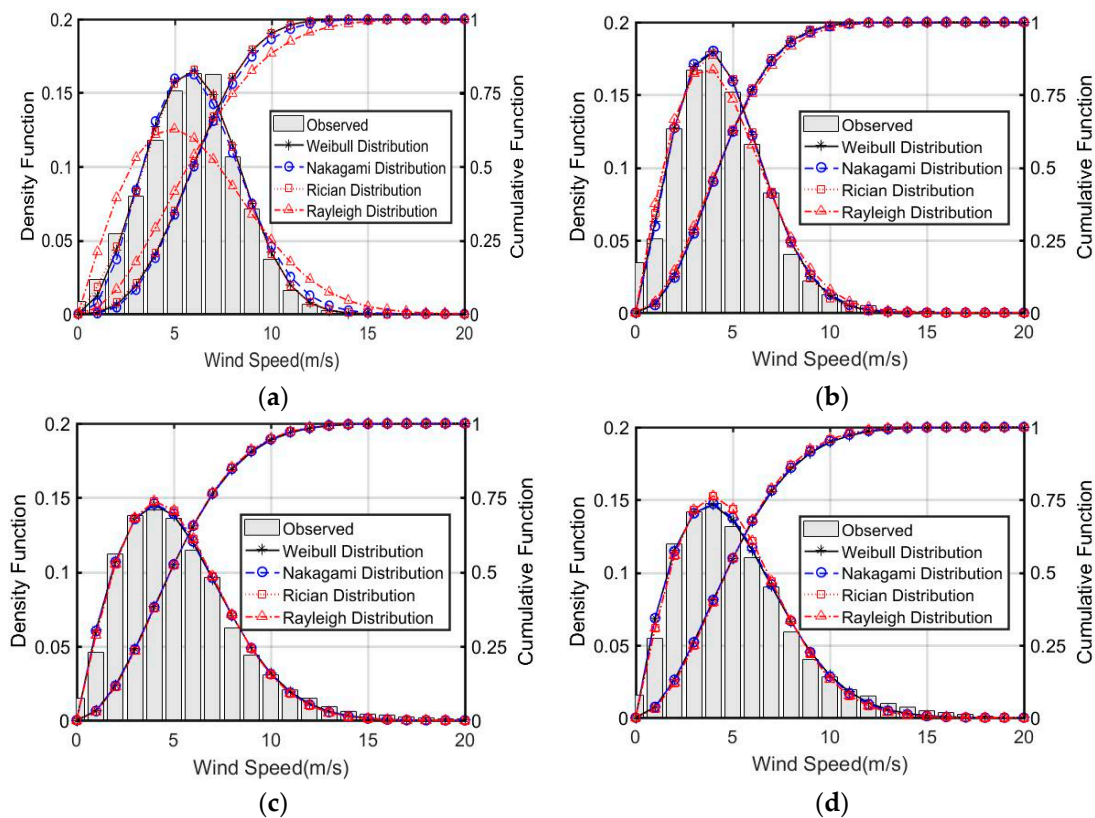 0.2
0.15
0.1
0.05
0
Density Function
1
0.75
0.5
0.25
0
Cumulative Function
Observed
Weibull Distribution
Nakagami Distribution
Rician Distribution
Rayleigh Distribution
0 5 10 15 20
Wind Speed(m/s)
(a)
0.2
0.15
0.1
0.05
0
Density Function
1
0.75
0.5
0.25
0
Cumulative Function
Observed
Weibull Distribution
Nakagami Distribution
Rician Distribution
Rayleigh Distribution
0 5 10 15 20
Wind Speed(m/s)
(b)
0.2
0.15
0.1
0.05
0
Density Function
1
0.75
0.5
0.25
0
Cumulative Function
Observed
Weibull Distribution
Nakagami Distribution
Rician Distribution
Rayleigh Distribution
0 5 10 15 20
Wind Speed(m/s)
(c)
0.2
0.15
0.1
0.05
0
Density Function
1
0.75
0.5
0.25
0
Cumulative Function
Observed
Weibull Distribution
Nakagami Distribution
Rician Distribution
Rayleigh Distribution
0 5 10 15 20
Wind Speed(m/s)
(d)